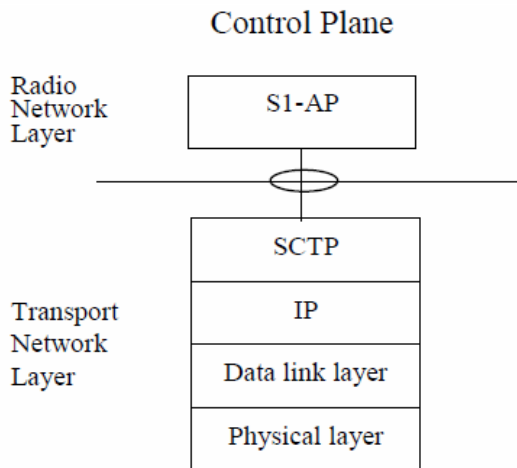 Control Plane
Radio
Network
Layer
S1-AP
SCTP
IP
Transport
Network
Layer
Data link layer
Physical layer